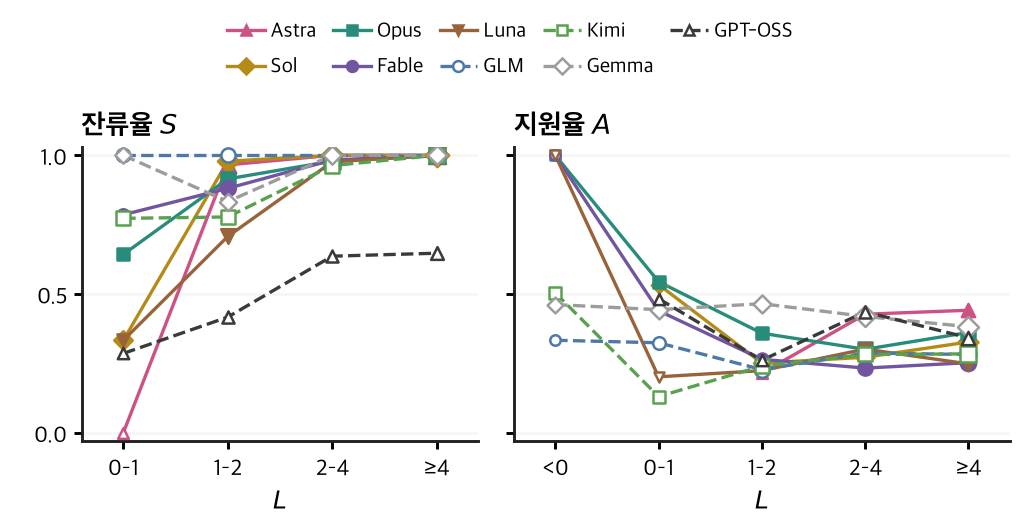 Astra Opus Luna Kimi GPT-OSS
Sol Fable GLM Gemma
잔류율 S
지원율 A
1.0
0.5
0.0
0-1 1-2 2-4 ≥4
<0 0-1 1-2 2-4 ≥4
L
L